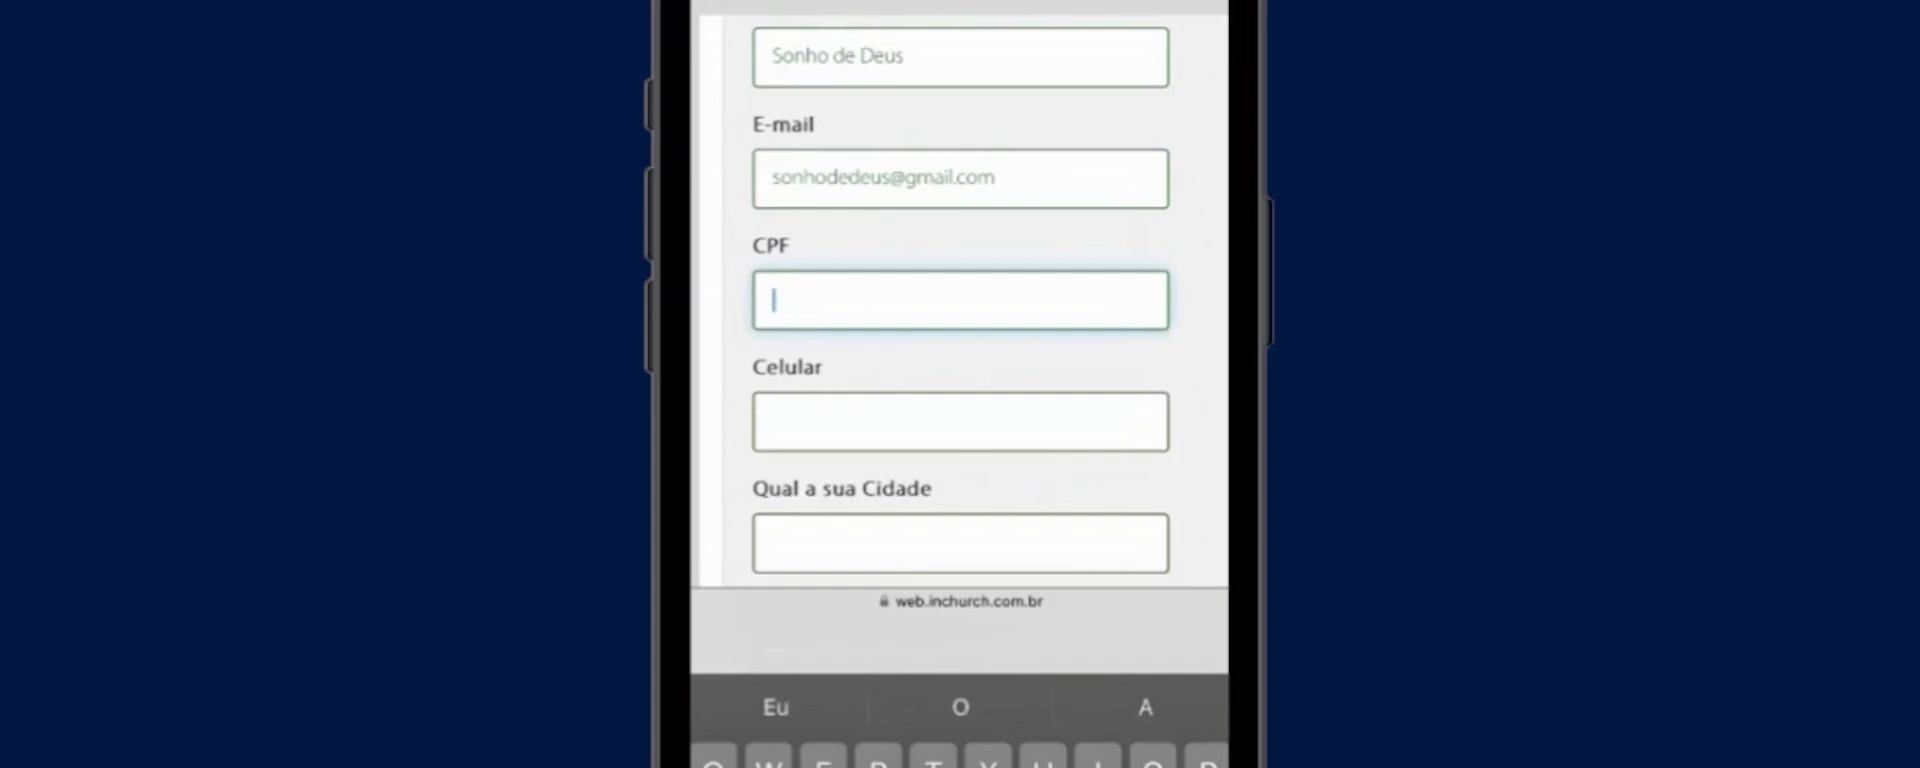 Sonho de Deus
E-mail
sonhodedeus@gmail.com
CPF
Celular
Qual a sua Cidade
web.inchurch.com.br
Eu O A
Q W E R T Y U I O P